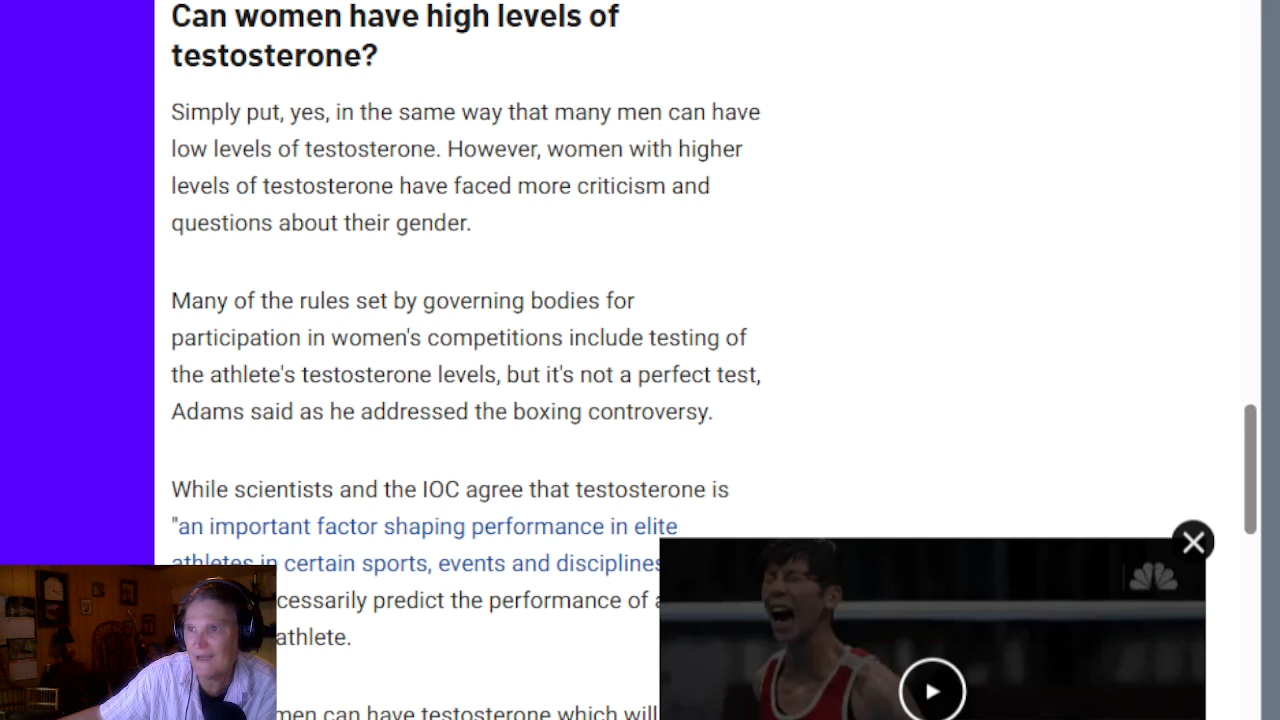 Can women have high levels of
testosterone?
Simply put, yes, in the same way that many men can have
low levels of testosterone. However, women with higher
levels of testosterone have faced more criticism and
questions about their gender.
Many of the rules set by governing bodies for
participation in women's competitions include testing of
the athlete's testosterone levels, but it's not a perfect test,
Adams said as he addressed the boxing controversy.
While scientists and the IOC agree that testosterone is
"an important factor shaping performance in elite
athletes in certain sports, events and disciplines
cessarily predict the performance of
athlete.
men can have testosterone which will